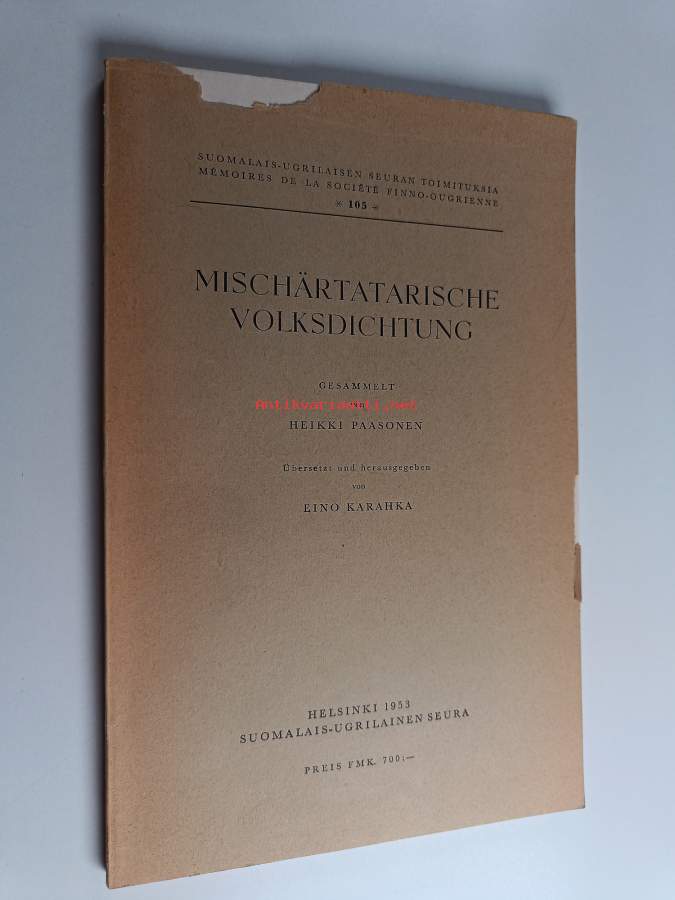 SUOMALAIS-UGRILAISEN SEURAN TOIMITUKSIA
MÉMOIRES DE LA SOCIÉTÉ FINNO-OUGRIENNE
* 105 *
MISCHÄRTATARISCHE
VOLKSDICHTUNG
GESAMMELT
Antikvariaatti.net
HEIKKI PAASONEN
Übersetzt und herausgegeben
von
EINO KARAHKA
HELSINKI 1953
SUOMALAIS-UGRILAINEN SEURA
PREIS FMK. 700:—